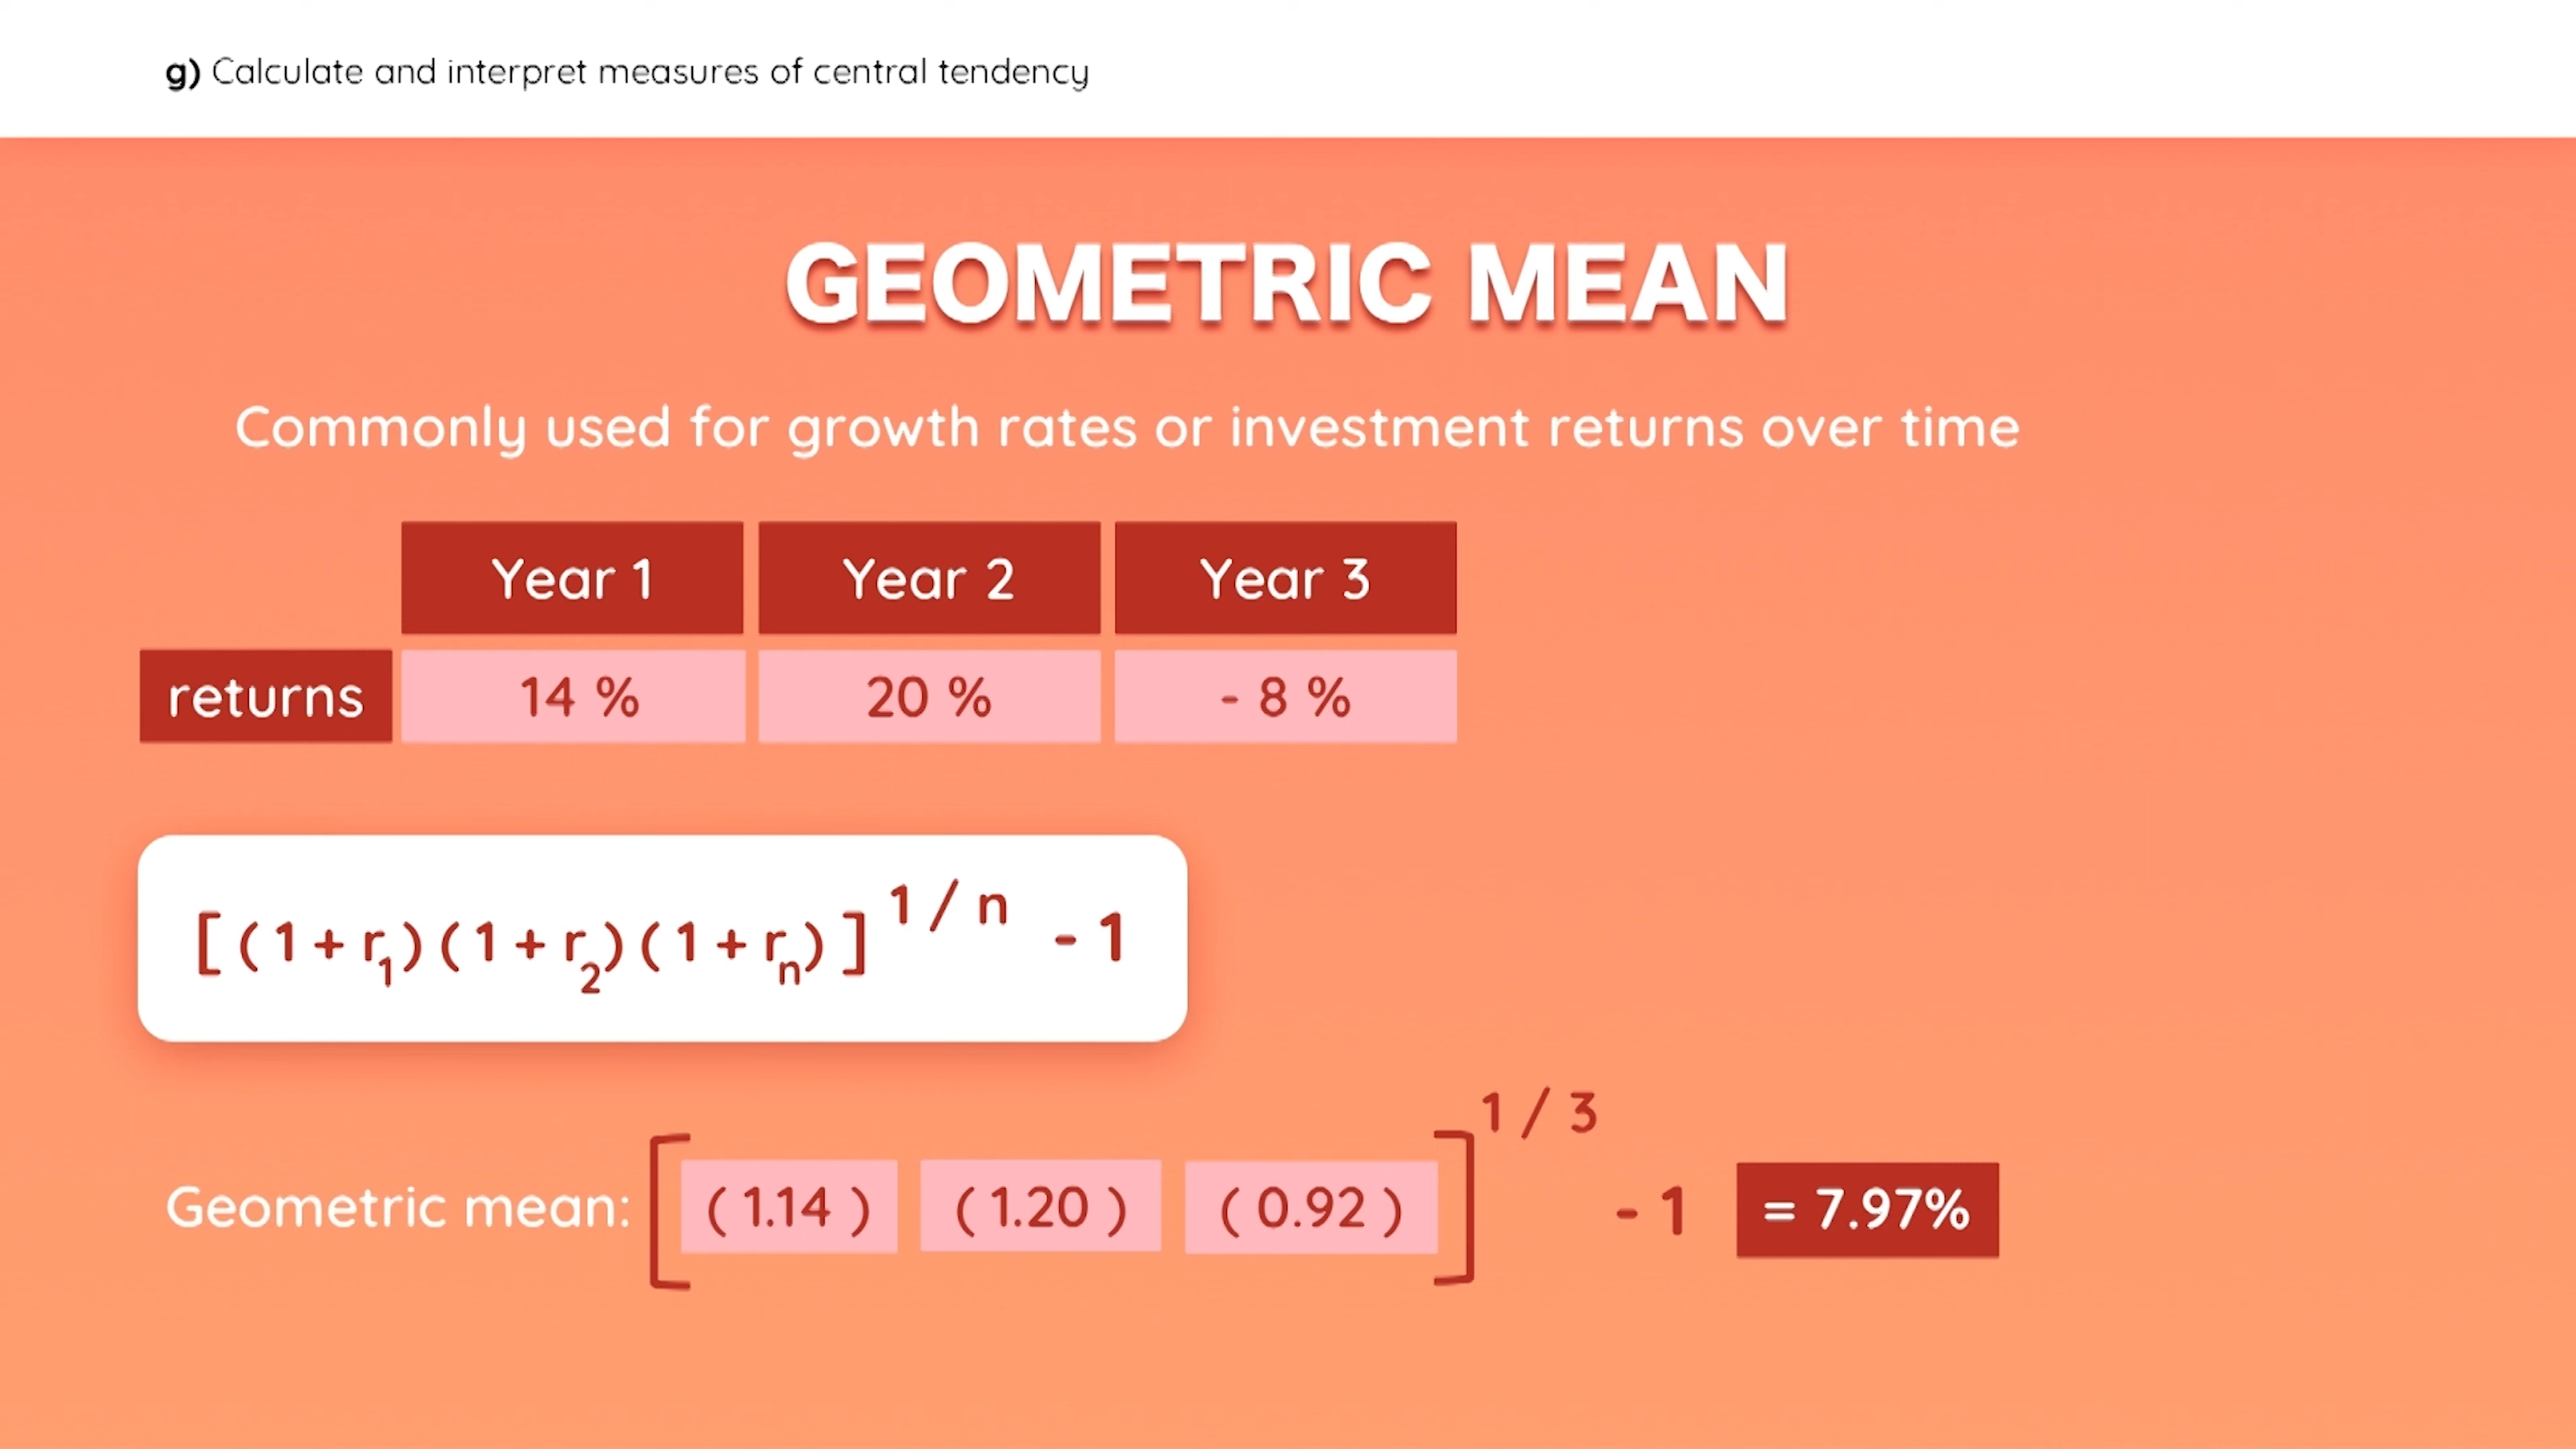 g) Calculate and interpret measures of central tendency
GEOMETRIC MEAN
Commonly used for growth rates or investment returns over time
Year 1 Year 2 Year 3
returns 14 % 20 % - 8 %
[ ( 1 + r₁) ( 1 + r₂) ( 1 + rₙ) ] ¹ / ⁿ - 1
Geometric mean: [ ( 1.14 ) ( 1.20 ) ( 0.92 ) ] ¹ / ³ - 1 = 7.97%